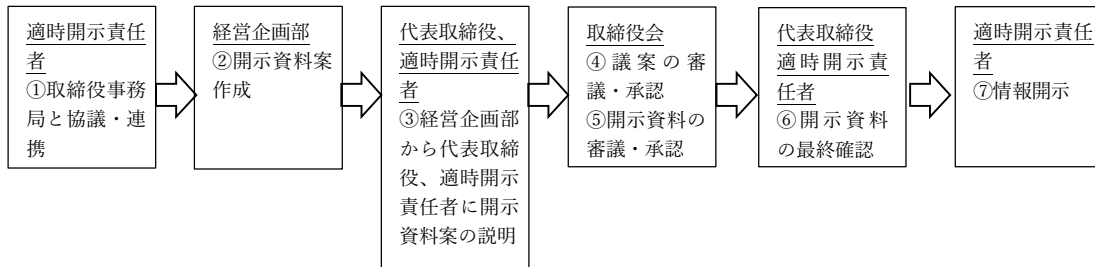 適時開示責任
者
①取締役事務
局と協議・連
携
経営企画部
②開示資料案
作成
代表取締役、
適時開示責任
者
③経営企画部
から代表取締
役、適時開示
責任者に開示
資料案の説明
取締役会
④議案の審
議・承認
⑤開示資料の
審議・承認
代表取締役
適時開示責
任者
⑥開示資料
の最終確認
適時開示責任
者
⑦情報開示